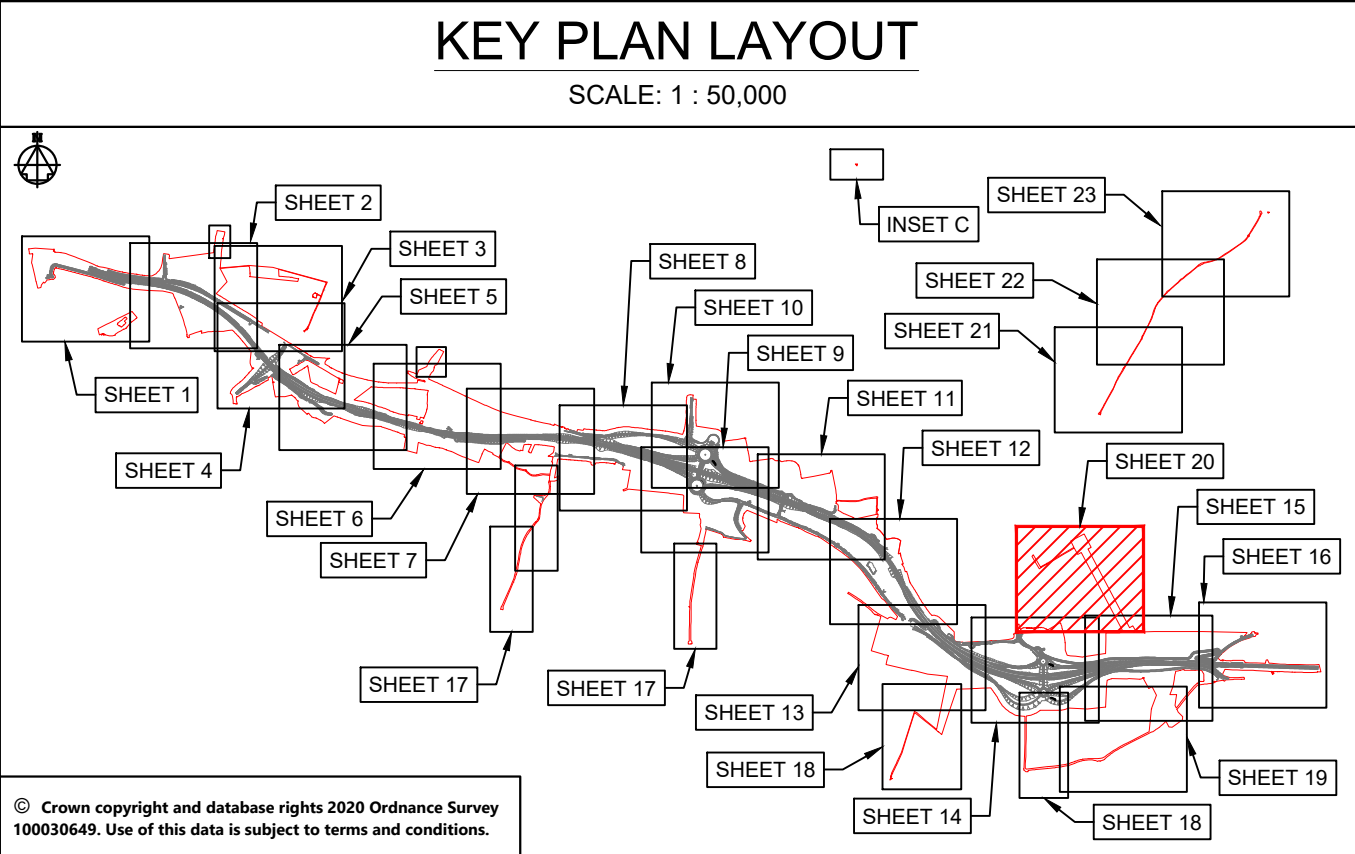 KEY PLAN LAYOUT
SCALE: 1 : 50,000
N
SHEET 2
SHEET 3
SHEET 5
SHEET 1
SHEET 4
SHEET 6
SHEET 7
SHEET 17
SHEET 8
SHEET 10
SHEET 9
SHEET 11
SHEET 12
SHEET 17
INSET C
SHEET 23
SHEET 22
SHEET 21
SHEET 20
SHEET 15
SHEET 16
SHEET 13
SHEET 18
SHEET 14
SHEET 18
SHEET 19
© Crown copyright and database rights 2020 Ordnance Survey
100030649. Use of this data is subject to terms and conditions.